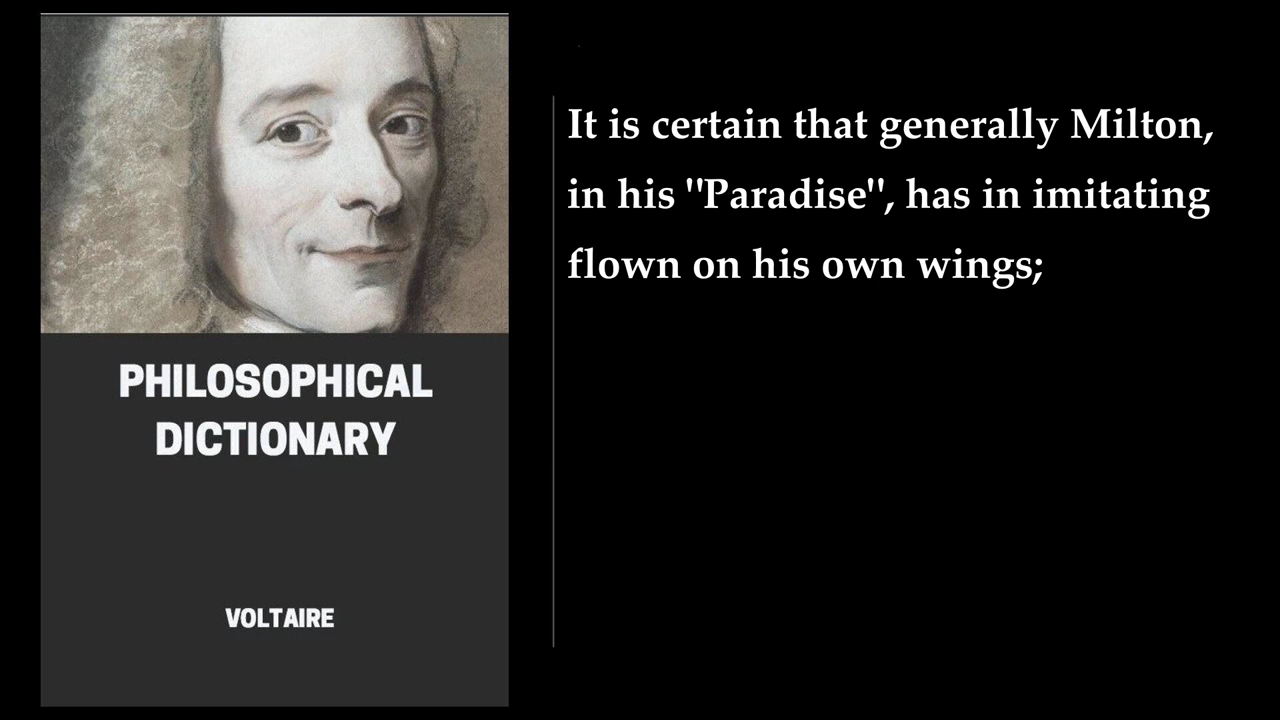 PHILOSOPHICAL
DICTIONARY
VOLTAIRE
It is certain that generally Milton,
in his "Paradise", has in imitating
flown on his own wings;